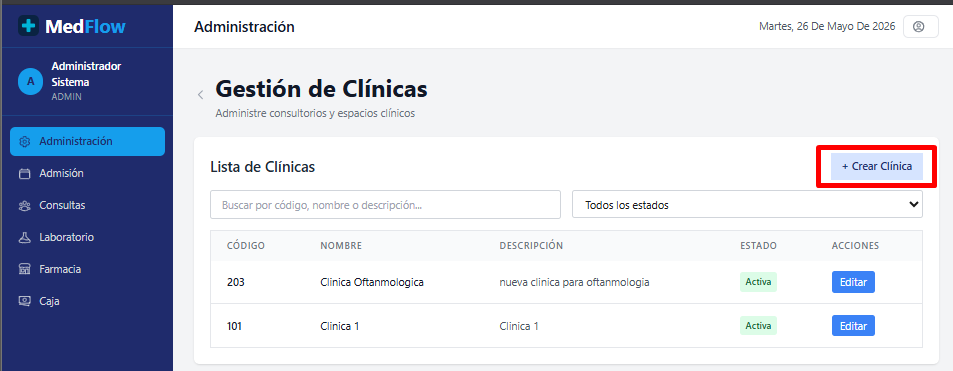 MedFlow
Administración
Martes, 26 De Mayo De 2026
A
Administrador
Sistema
ADMIN
Administración
Admisión
Consultas
Laboratorio
Farmacia
Caja
Gestión de Clínicas
Administre consultorios y espacios clínicos
Lista de Clínicas
+ Crear Clínica
Buscar por código, nombre o descripción...
Todos los estados
CÓDIGO NOMBRE DESCRIPCIÓN ESTADO ACCIONES
203 Clinica Oftanmologica nueva clinica para oftanmologia Activa Editar
101 Clinica 1 Clinica 1 Activa Editar